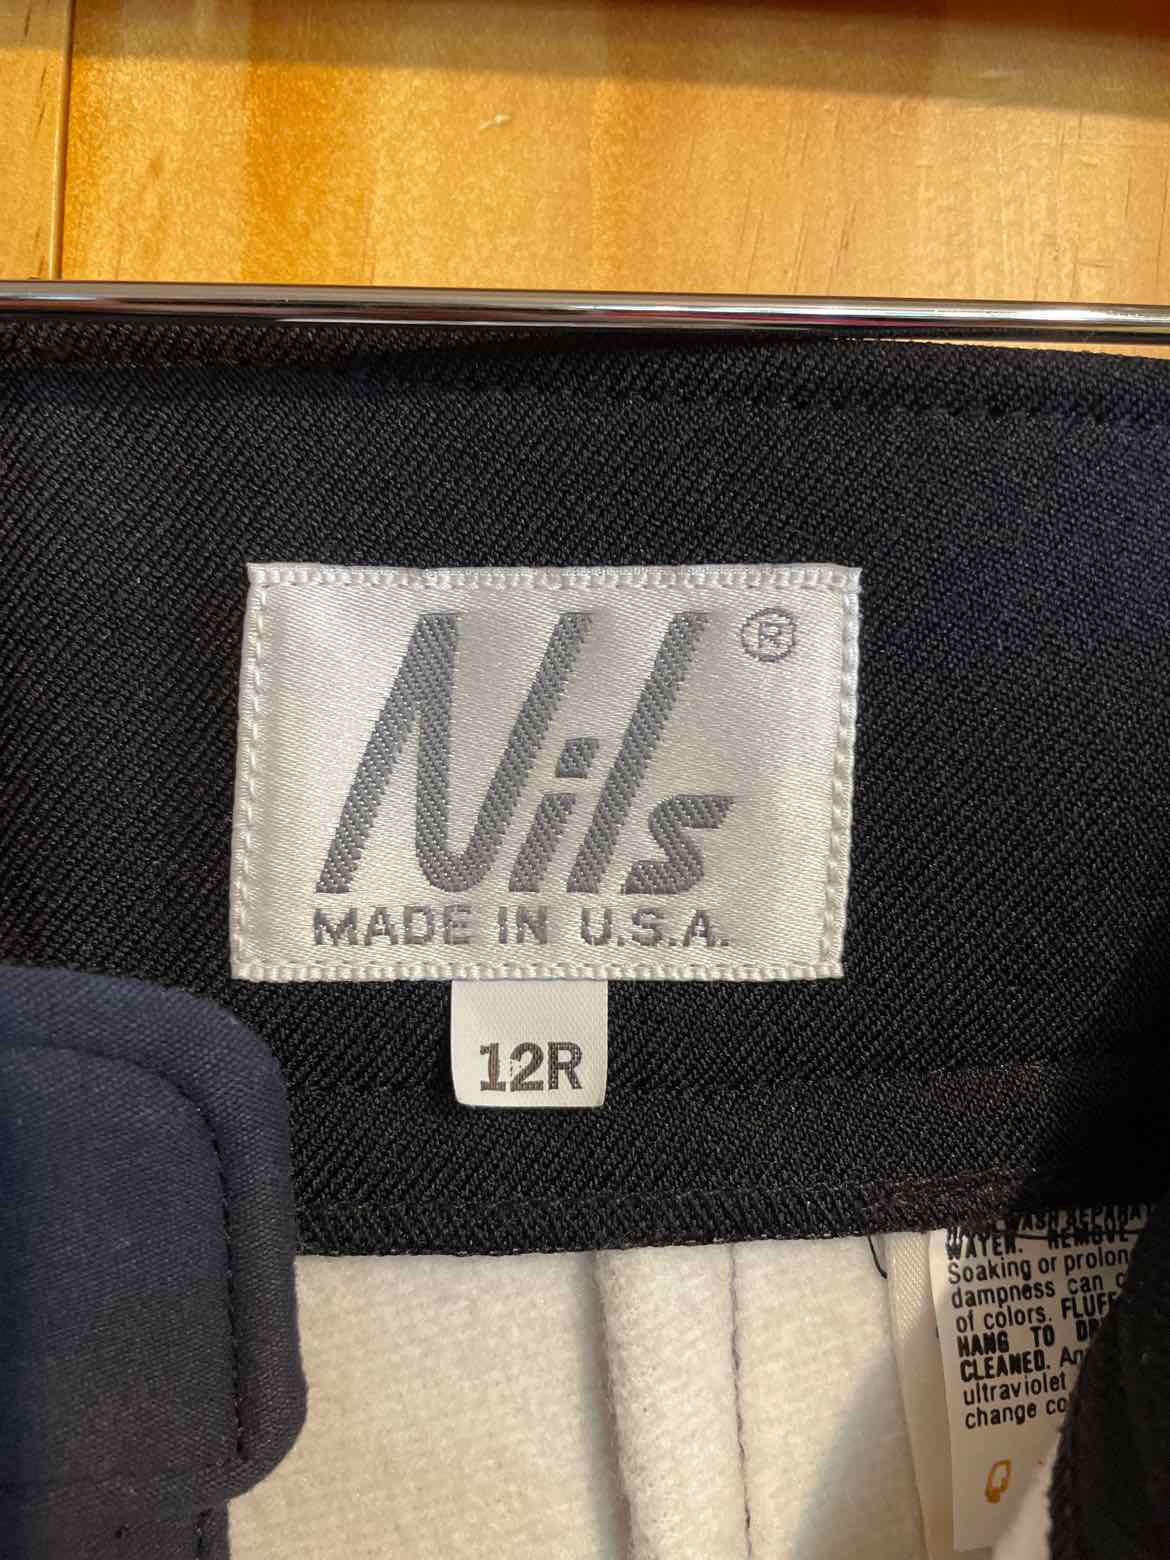 Nils ®
MADE IN U.S.A.
12R
WATER. REMOVE
Soaking or prolon
dampness can c
of colors. FLUFF
HANG TO DR
CLEANED. An
ultraviolet
change co